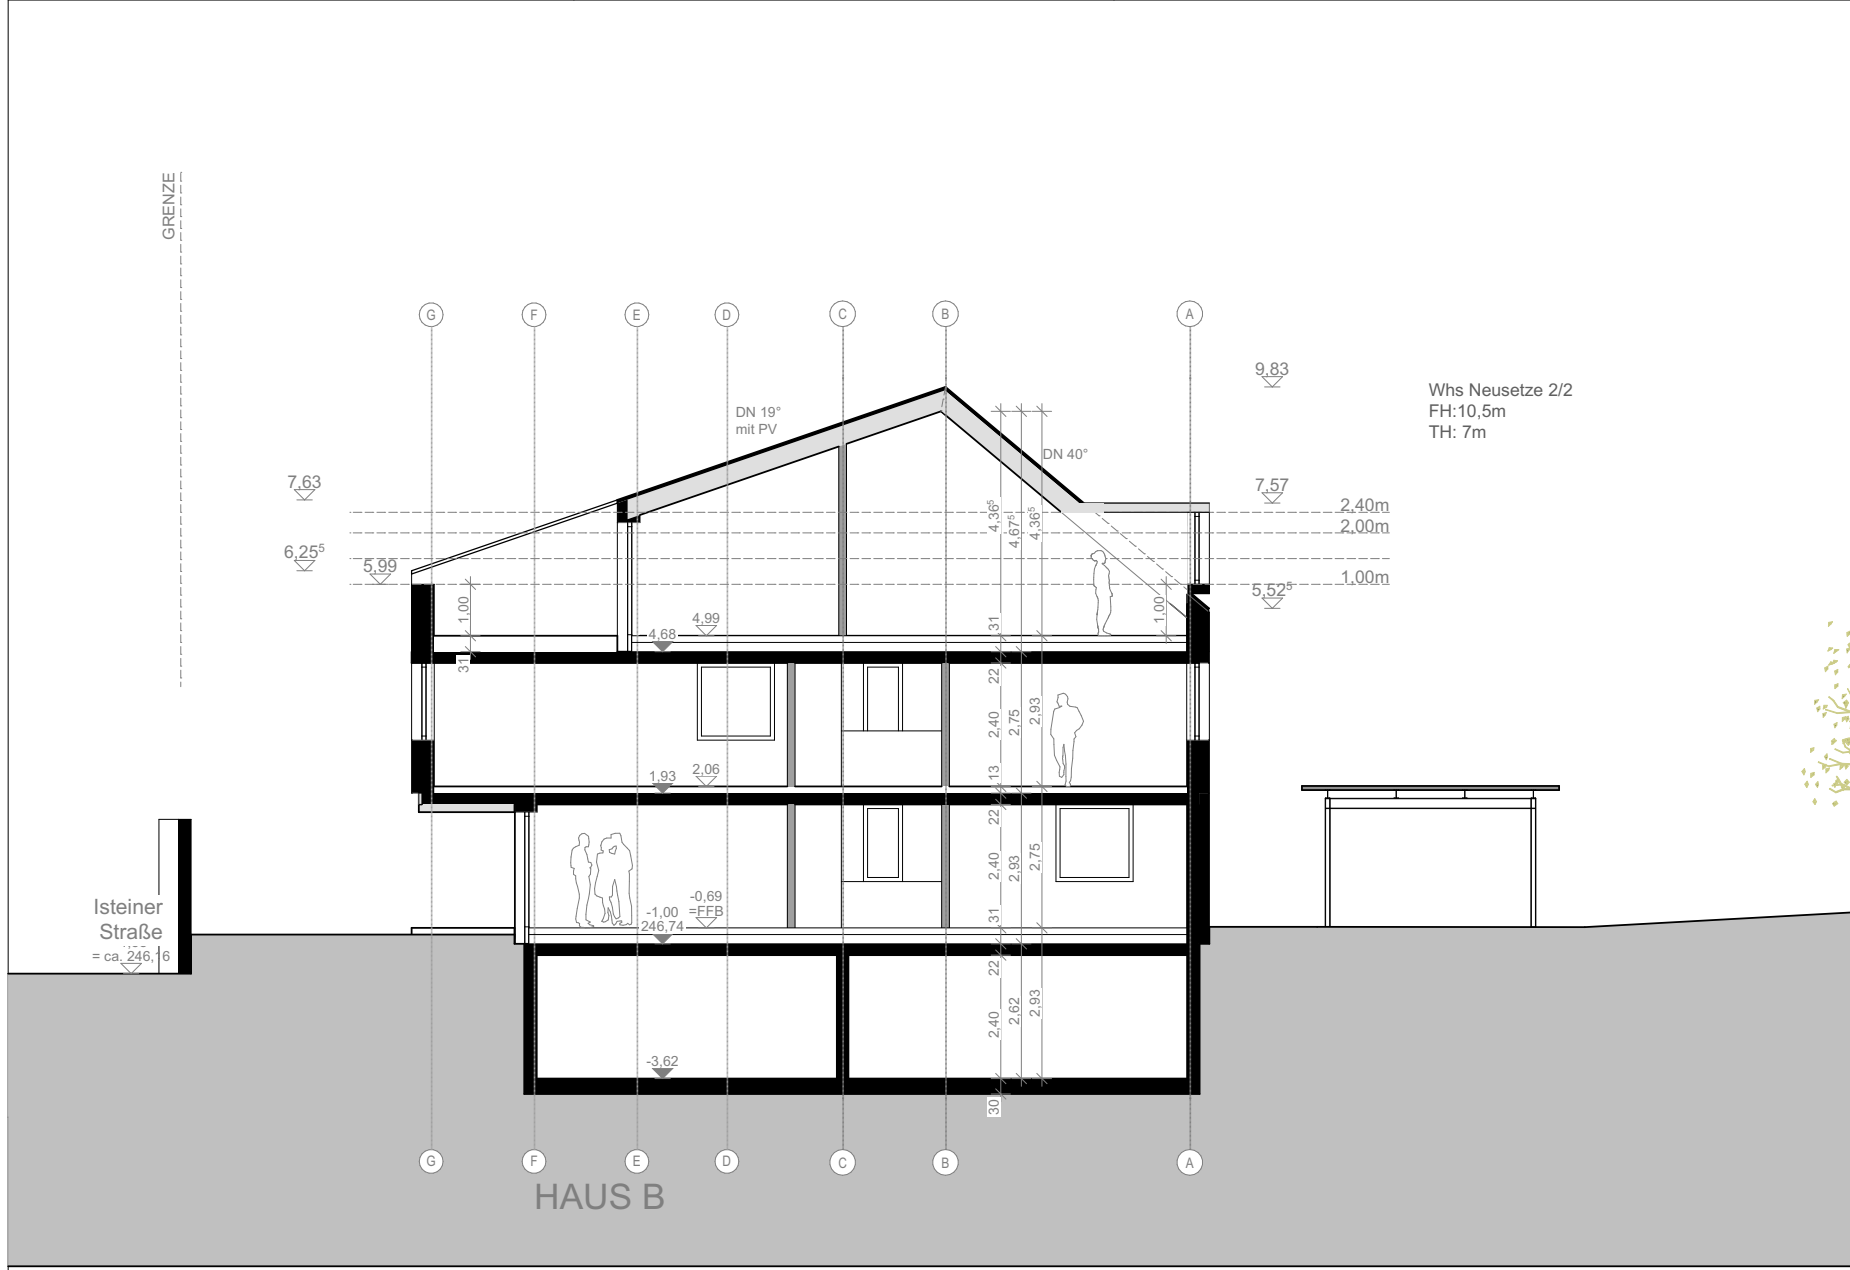 GRENZE
G
F
E
D
C
B
A
9,83
Whs Neusetze 2/2
FH:10,5m
TH: 7m
DN 19°
mit PV
DN 40°
7,63
7,57
2,40m
2,00m
4,36⁵
4,67⁵
4,36⁵
6,25⁵
5,99
1,00m
5,52⁵
1,00
1,00
4,99
31
4,68
31
22
2,40
2,75
2,93
13
1,93
2,06
22
2,40
2,93
2,75
Isteiner
Straße
= ca. 246,16
-0,69
=FFB
-1,00
246,74
31
22
2,40
2,62
2,93
-3,62
30
G
F
E
D
C
B
A
HAUS B